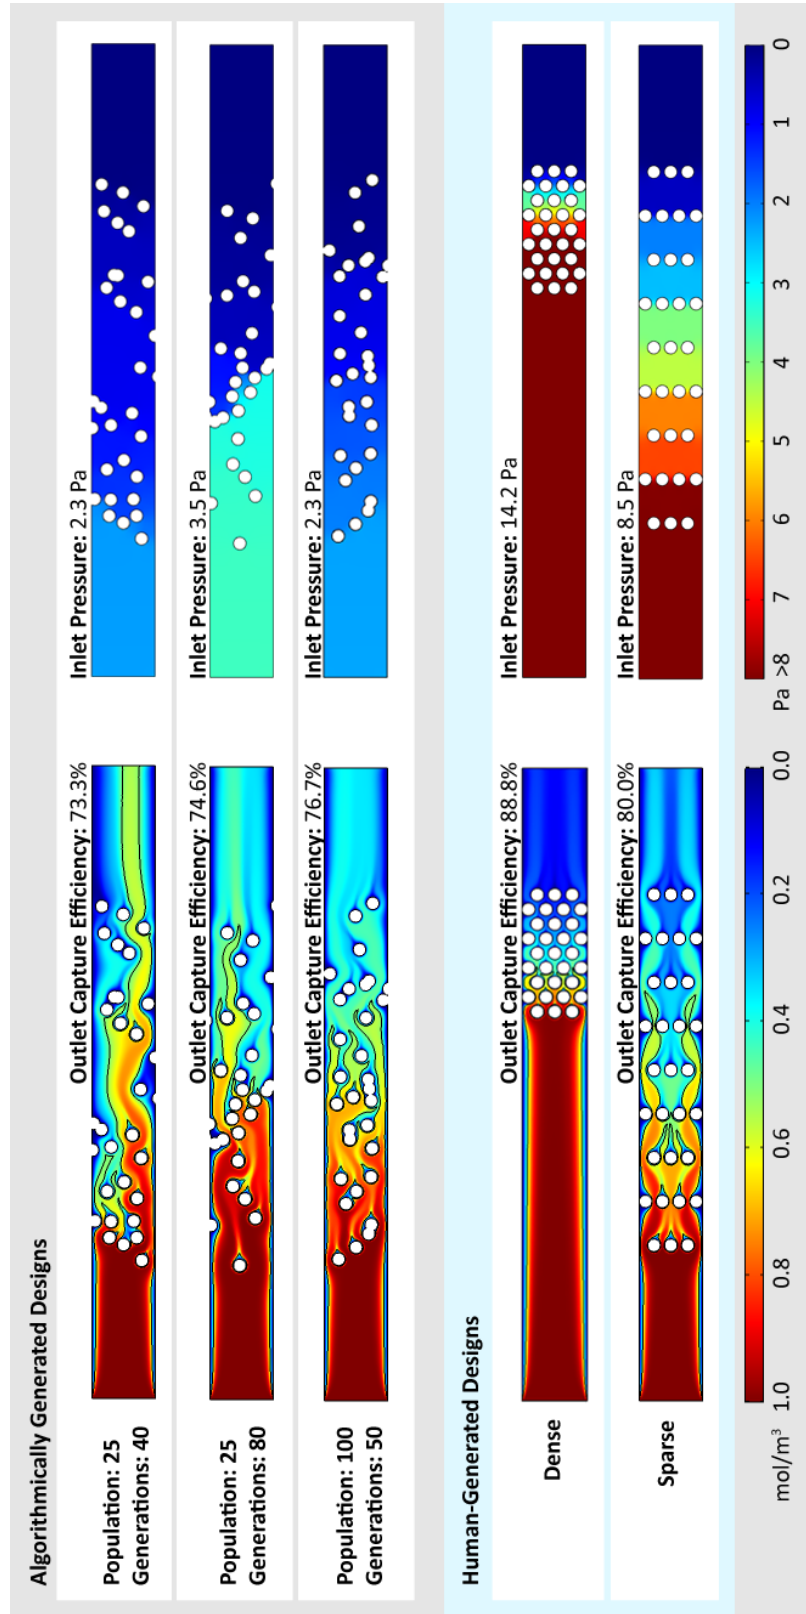 Algorithmically Generated Designs
Population: 25
Generations: 40
Outlet Capture Efficiency: 73.3%
Inlet Pressure: 2.3 Pa
Population: 25
Generations: 80
Outlet Capture Efficiency: 74.6%
Inlet Pressure: 3.5 Pa
Population: 100
Generations: 50
Outlet Capture Efficiency: 76.7%
Inlet Pressure: 2.3 Pa
Human-Generated Designs
Dense
Outlet Capture Efficiency: 88.8%
Inlet Pressure: 14.2 Pa
Sparse
Outlet Capture Efficiency: 80.0%
Inlet Pressure: 8.5 Pa
mol/m³ 1.0 0.8 0.6 0.4 0.2 0.0
Pa >8 7 6 5 4 3 2 1 0